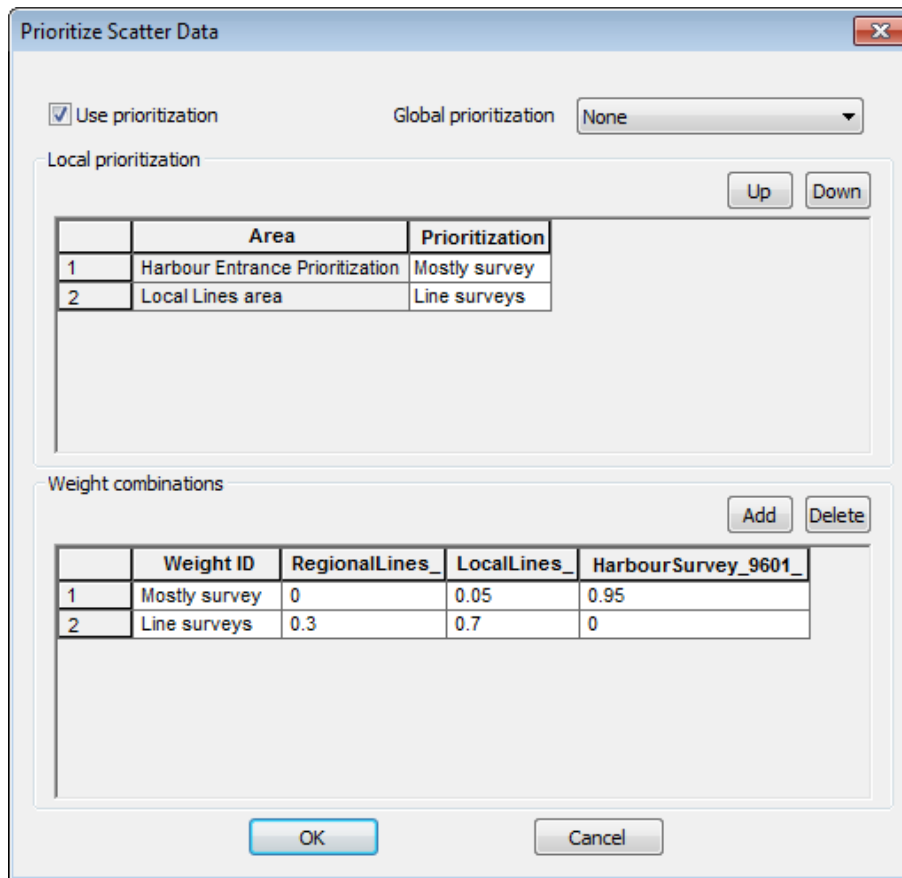 Prioritize Scatter Data
Use prioritization Global prioritization None
Local prioritization
Up Down
Area Prioritization
1 Harbour Entrance Prioritization Mostly survey
2 Local Lines area Line surveys
Weight combinations
Add Delete
Weight ID RegionalLines_ LocalLines_ HarbourSurvey_9601_
1 Mostly survey 0 0.05 0.95
2 Line surveys 0.3 0.7 0
OK Cancel